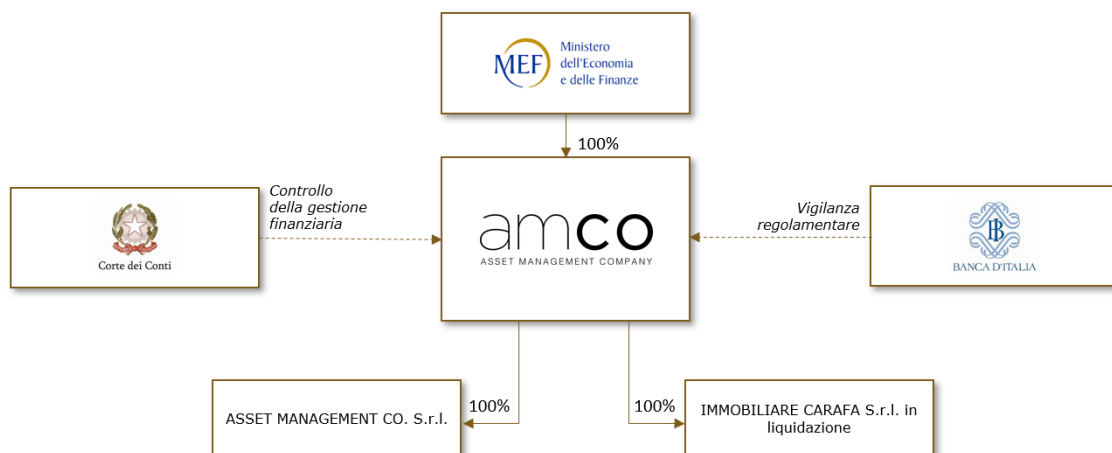 MEF
Ministero
dell'Economia
e delle Finanze
100%
Controllo
della gestione
finanziaria
Corte dei Conti
amco
ASSET MANAGEMENT COMPANY
Vigilanza
regolamentare
BANCA D'ITALIA
100%
100%
ASSET MANAGEMENT CO. S.r.l.
IMMOBILIARE CARAFA S.r.l. in
liquidazione